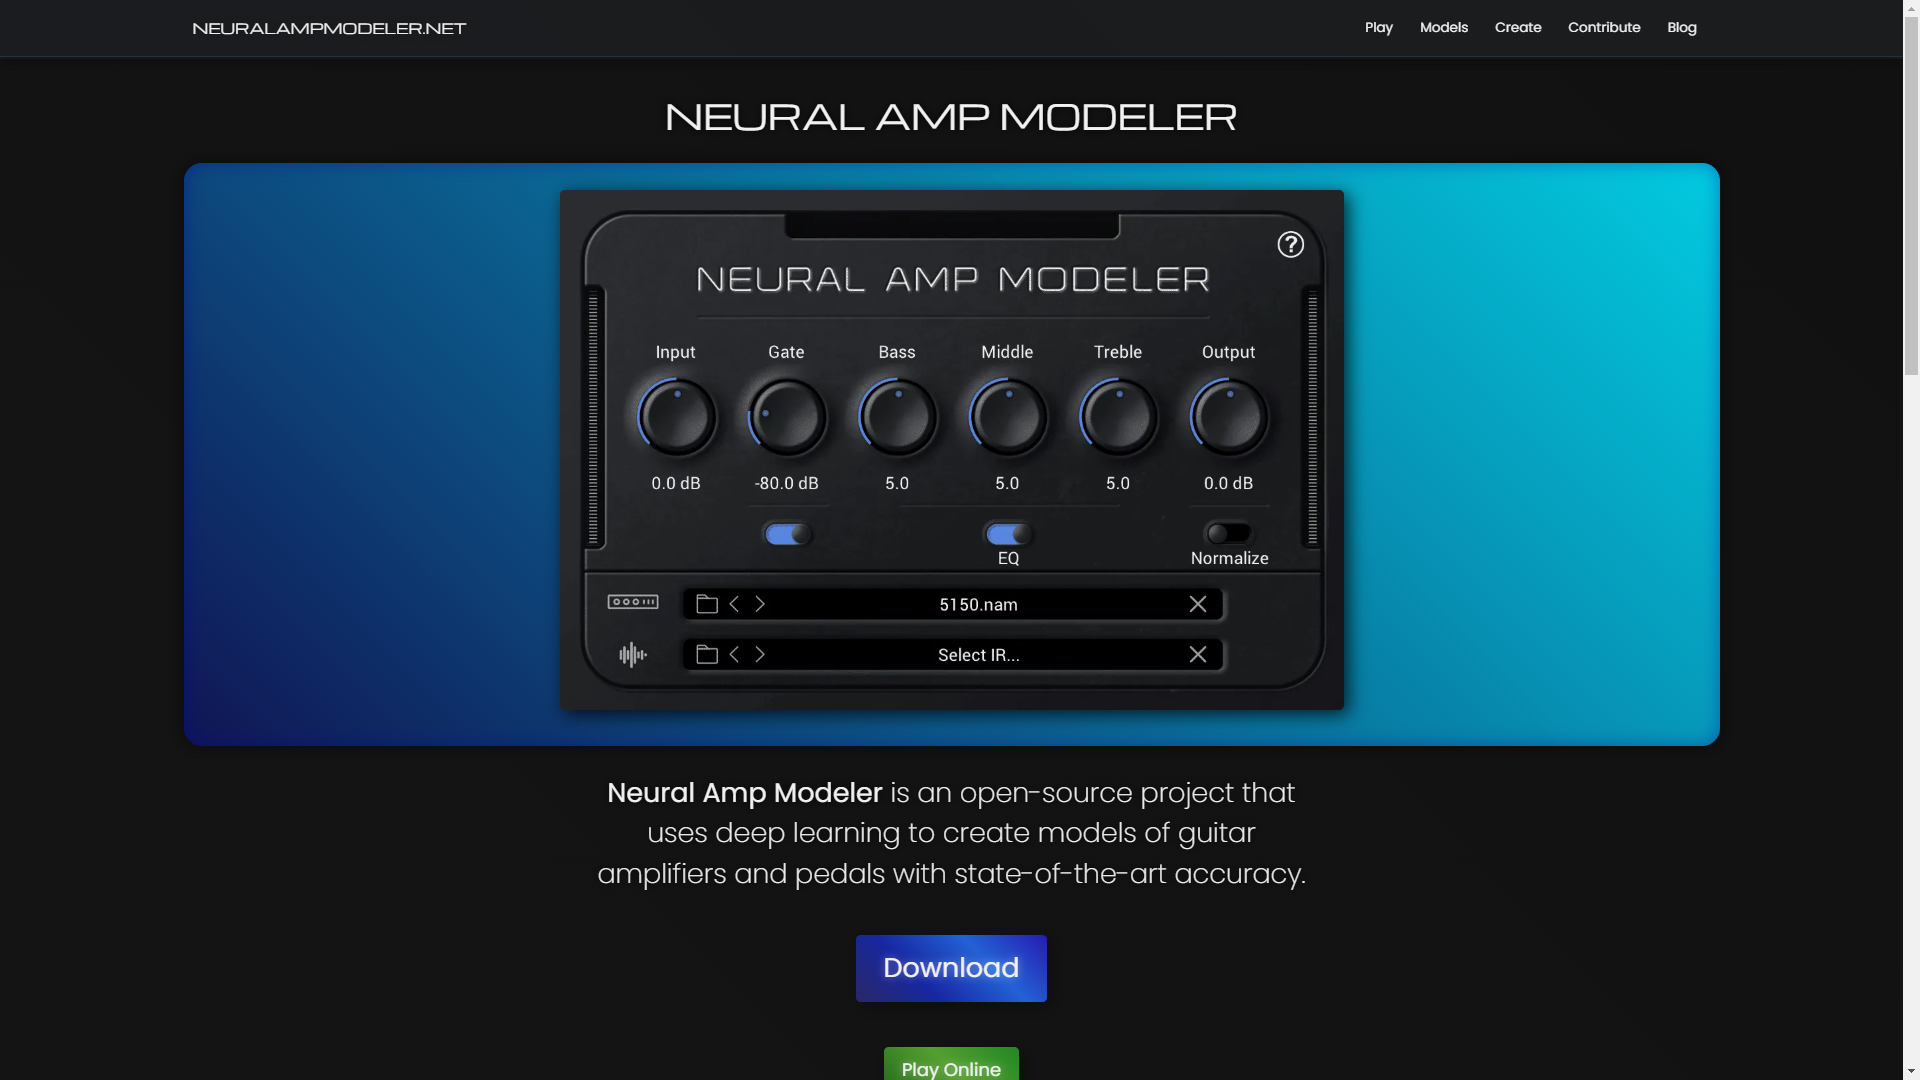 NEURALAMPMODELER.NET
Play Models Create Contribute Blog
NEURAL AMP MODELER
?
NEURAL AMP MODELER
Input Gate Bass Middle Treble Output
0.0 dB -80.0 dB 5.0 5.0 5.0 0.0 dB
EQ Normalize
5150.nam
Select IR...
Neural Amp Modeler is an open-source project that
uses deep learning to create models of guitar
amplifiers and pedals with state-of-the-art accuracy.
Download
Play Online